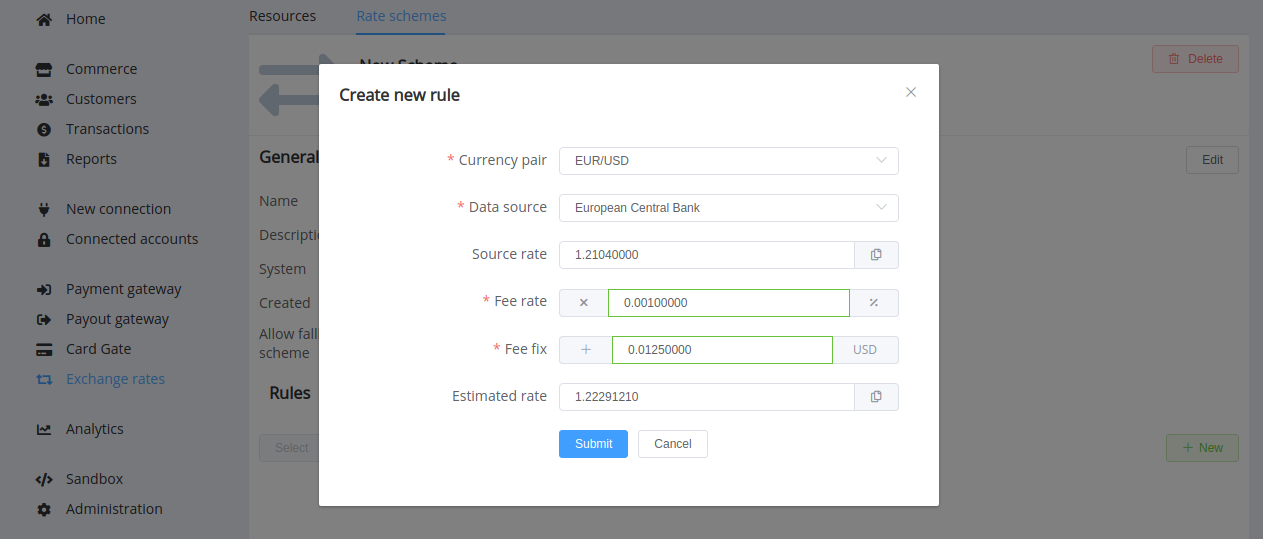 Home
Commerce
Customers
Transactions
Reports
New connection
Connected accounts
Payment gateway
Payout gateway
Card Gate
Exchange rates
Analytics
Sandbox
Administration
Resources
Rate schemes
New Scheme
Delete
General
Edit
Name
Descripti
System
Created
Allow fall
scheme
Rules
Select
New
Create new rule
* Currency pair EUR/USD
* Data source European Central Bank
Source rate 1.21040000
* Fee rate × 0.00100000 %
* Fee fix + 0.01250000 USD
Estimated rate 1.22291210
Submit Cancel